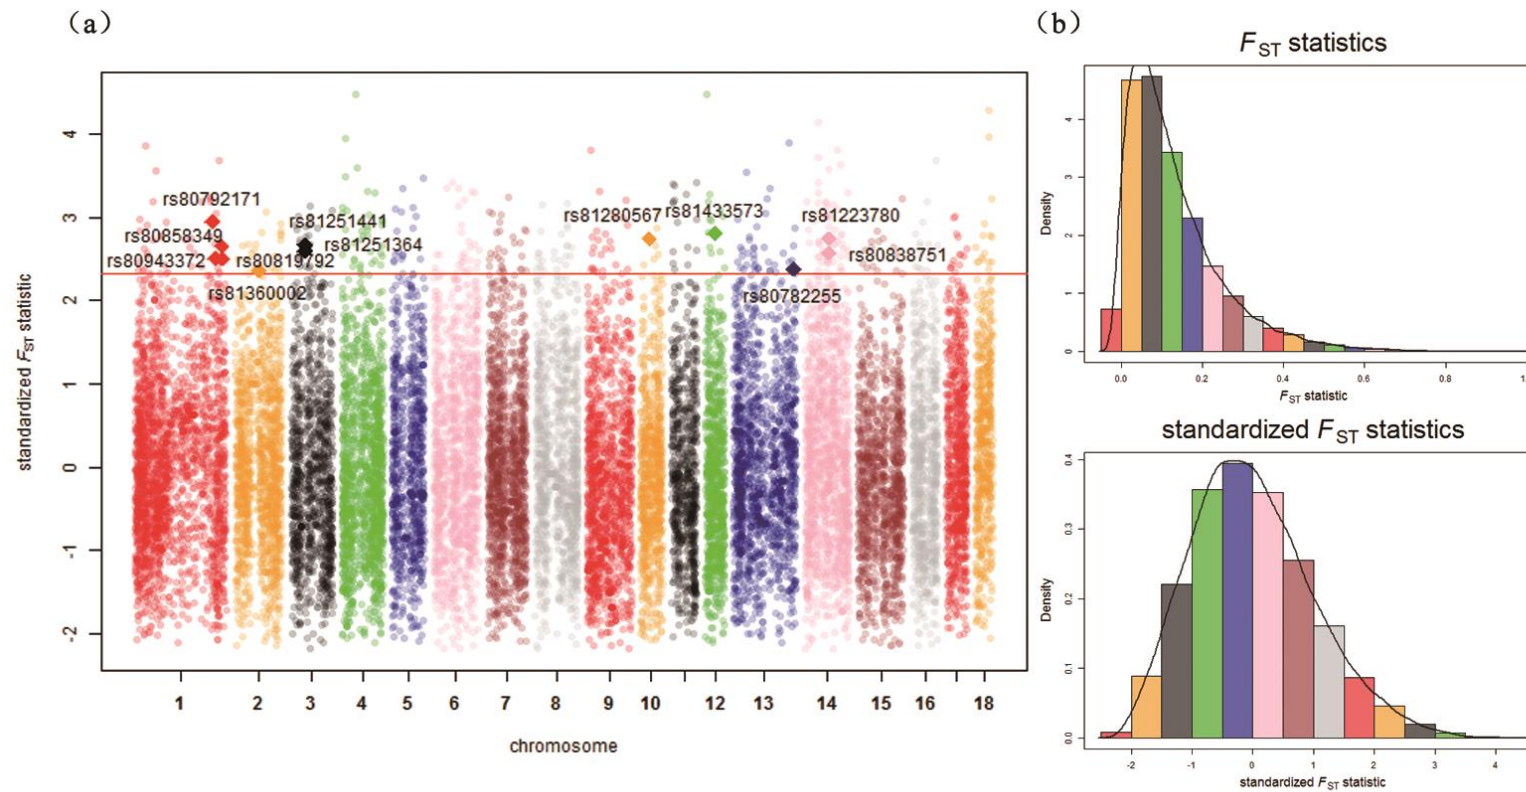 (a)
standardized FST statistic
4
3
2
1
0
-1
-2
rs80792171
rs80858349
rs80943372
rs80819792
rs81360002
rs81251441
rs81251364
rs81280567
rs81433573
rs81223780
rs80838751
rs80782255
1 2 3 4 5 6 7 8 9 10 12 13 14 15 16 18
chromosome
(b)
FST statistics
Density
4
3
2
1
0
0.0 0.2 0.4 0.6 0.8
FST statistic
standardized FST statistics
Density
0.4
0.3
0.2
0.1
0.0
-2 -1 0 1 2 3 4
standardized FST statistic